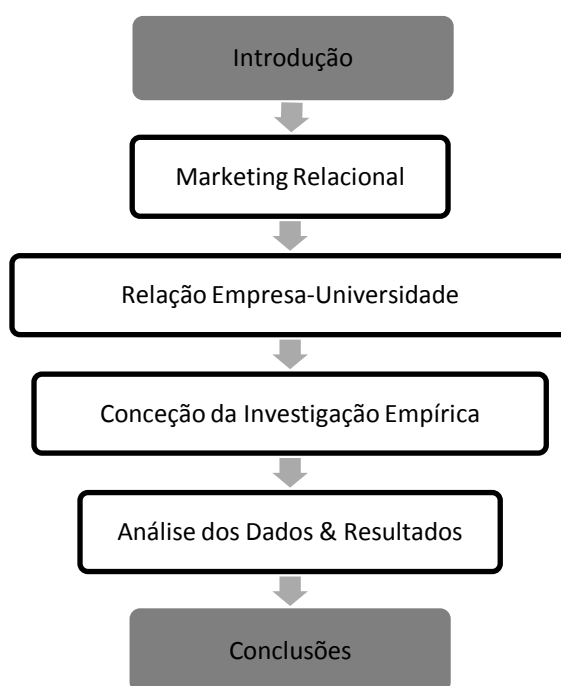 Introdução
Marketing Relacional
Relação Empresa-Universidade
Conceção da Investigação Empírica
Análise dos Dados & Resultados
Conclusões